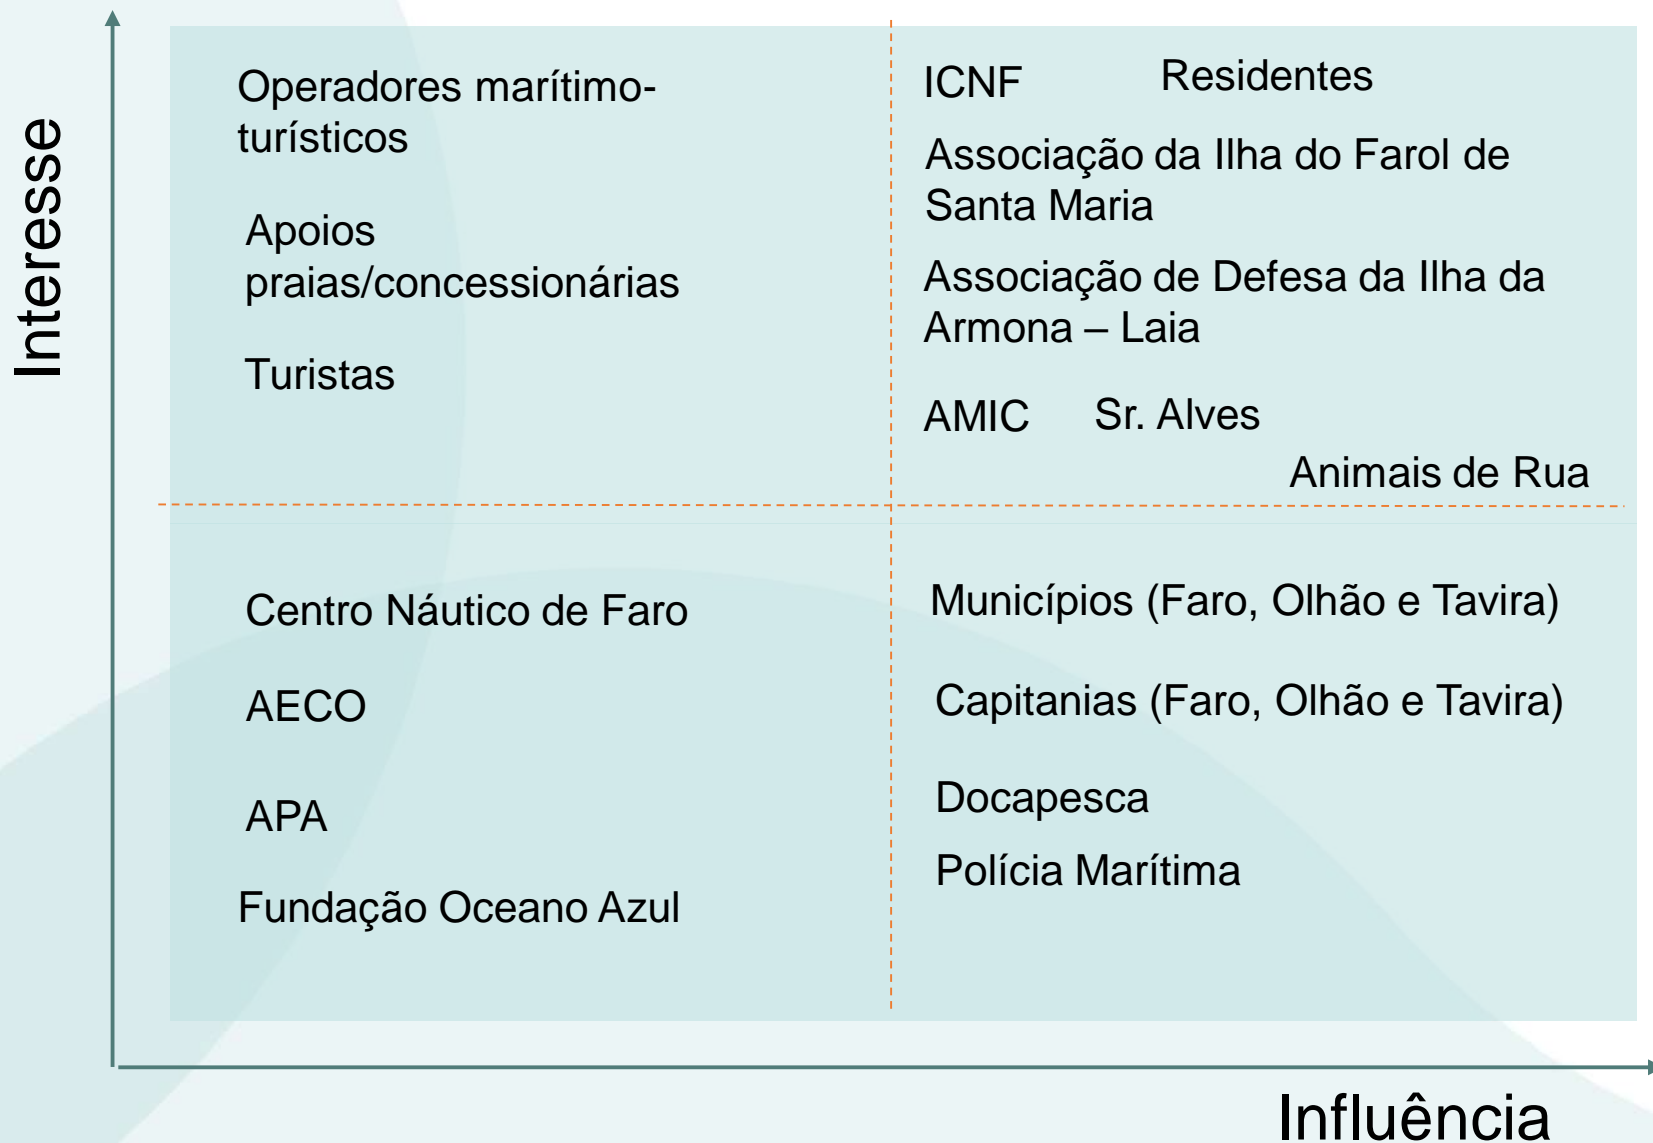 Interesse
Operadores marítimo-
turísticos
Apoios
praias/concessionárias
Turistas
ICNF
Residentes
Associação da Ilha do Farol de
Santa Maria
Associação de Defesa da Ilha da
Armona – Laia
AMIC
Sr. Alves
Animais de Rua
Centro Náutico de Faro
AECO
APA
Fundação Oceano Azul
Municípios (Faro, Olhão e Tavira)
Capitanias (Faro, Olhão e Tavira)
Docapesca
Polícia Marítima
Influência